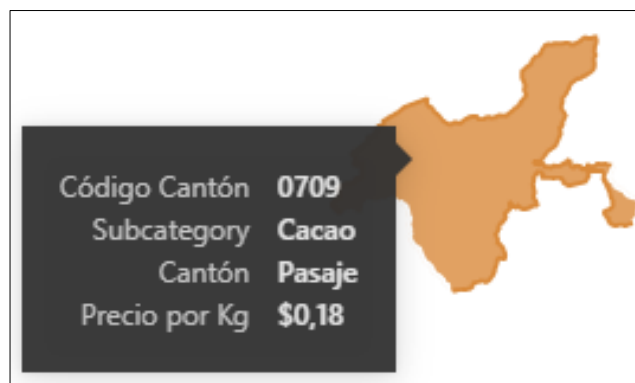 Código Cantón 0709
Subcategory Cacao
Cantón Pasaje
Precio por Kg $0,18